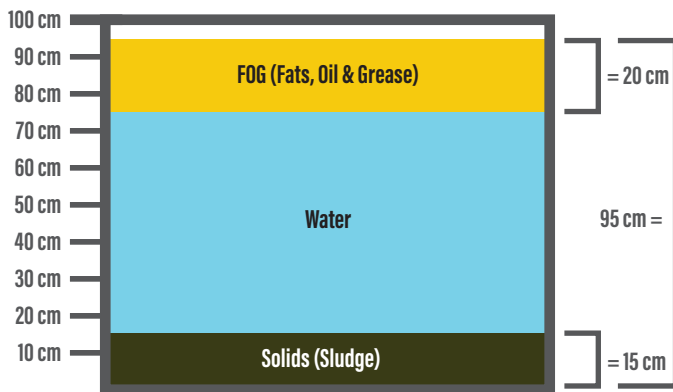 100 cm
90 cm
80 cm
70 cm
60 cm
50 cm
40 cm
30 cm
20 cm
10 cm
FOG (Fats, Oil & Grease)
Water
Solids (Sludge)
= 20 cm
95 cm =
= 15 cm